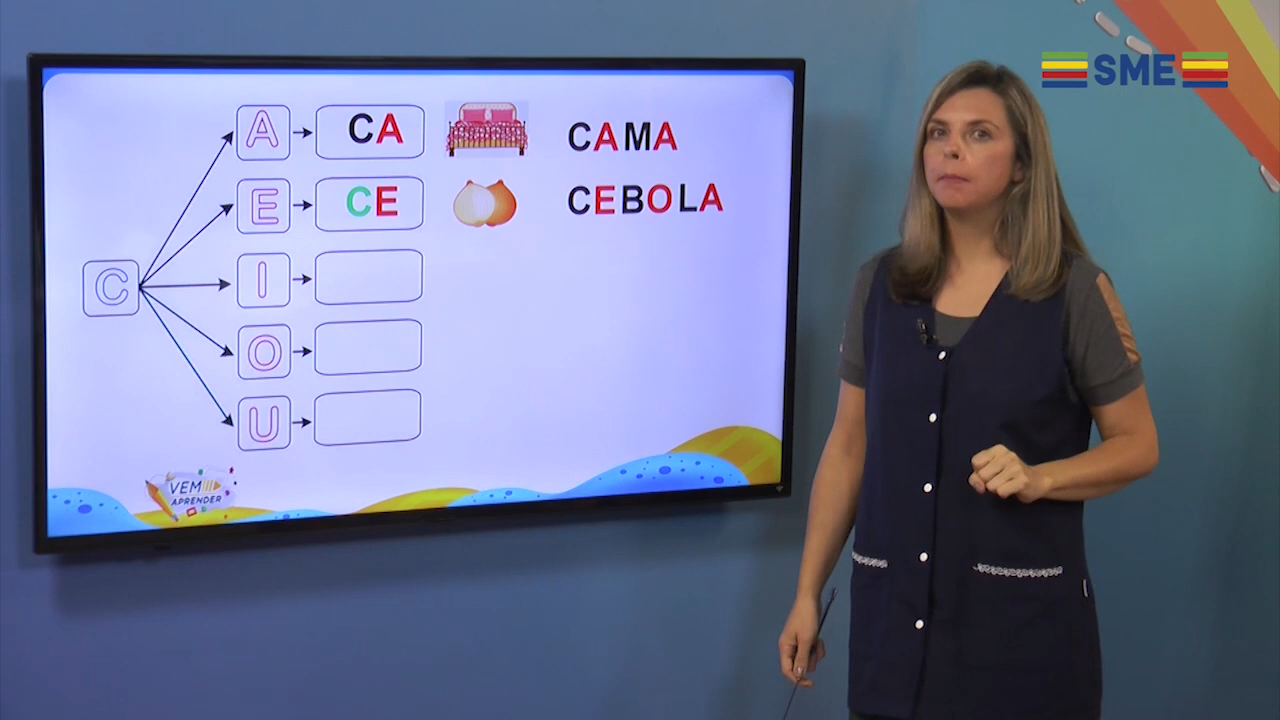 SME
A CA CAMA
E CE CEBOLA
C I
O
U
VEM
APRENDER